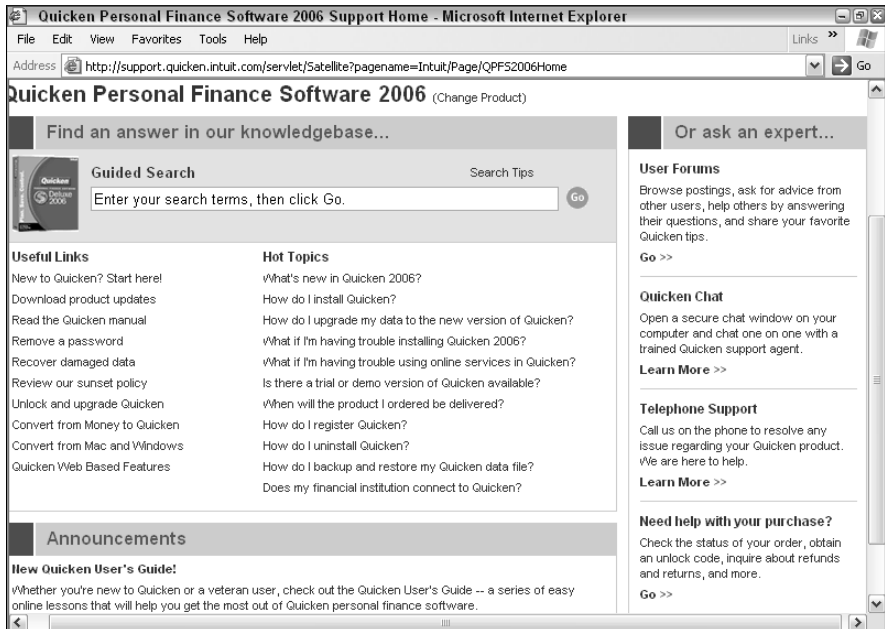 Quicken Personal Finance Software 2006 Support Home - Microsoft Internet Explorer
File Edit View Favorites Tools Help
Links »
Address http://support.quicken.intuit.com/servlet/Satellite?pagename=Intuit/Page/QPFS2006Home
Go
Quicken Personal Finance Software 2006 (Change Product)
Find an answer in our knowledgebase...
Guided Search
Search Tips
Quicken
Deluxe
2006
Enter your search terms, then click Go.
Go
Useful Links
New to Quicken? Start here!
Download product updates
Read the Quicken manual
Remove a password
Recover damaged data
Review our sunset policy
Unlock and upgrade Quicken
Convert from Money to Quicken
Convert from Mac and Windows
Quicken Web Based Features
Hot Topics
What's new in Quicken 2006?
How do I install Quicken?
How do I upgrade my data to the new version of Quicken?
What if I'm having trouble installing Quicken 2006?
What if I'm having trouble using online services in Quicken?
Is there a trial or demo version of Quicken available?
When will the product I ordered be delivered?
How do I register Quicken?
How do I uninstall Quicken?
How do I backup and restore my Quicken data file?
Does my financial institution connect to Quicken?
Announcements
New Quicken User's Guide!
Whether you're new to Quicken or a veteran user, check out the Quicken User's Guide -- a series of easy
online lessons that will help you get the most out of Quicken personal finance software.
Or ask an expert...
User Forums
Browse postings, ask for advice from
other users, help others by answering
their questions, and share your favorite
Quicken tips.
Go >>
Quicken Chat
Open a secure chat window on your
computer and chat one on one with a
trained Quicken support agent.
Learn More >>
Telephone Support
Call us on the phone to resolve any
issue regarding your Quicken product.
We are here to help.
Learn More >>
Need help with your purchase?
Check the status of your order, obtain
an unlock code, inquire about refunds
and returns, and more.
Go >>